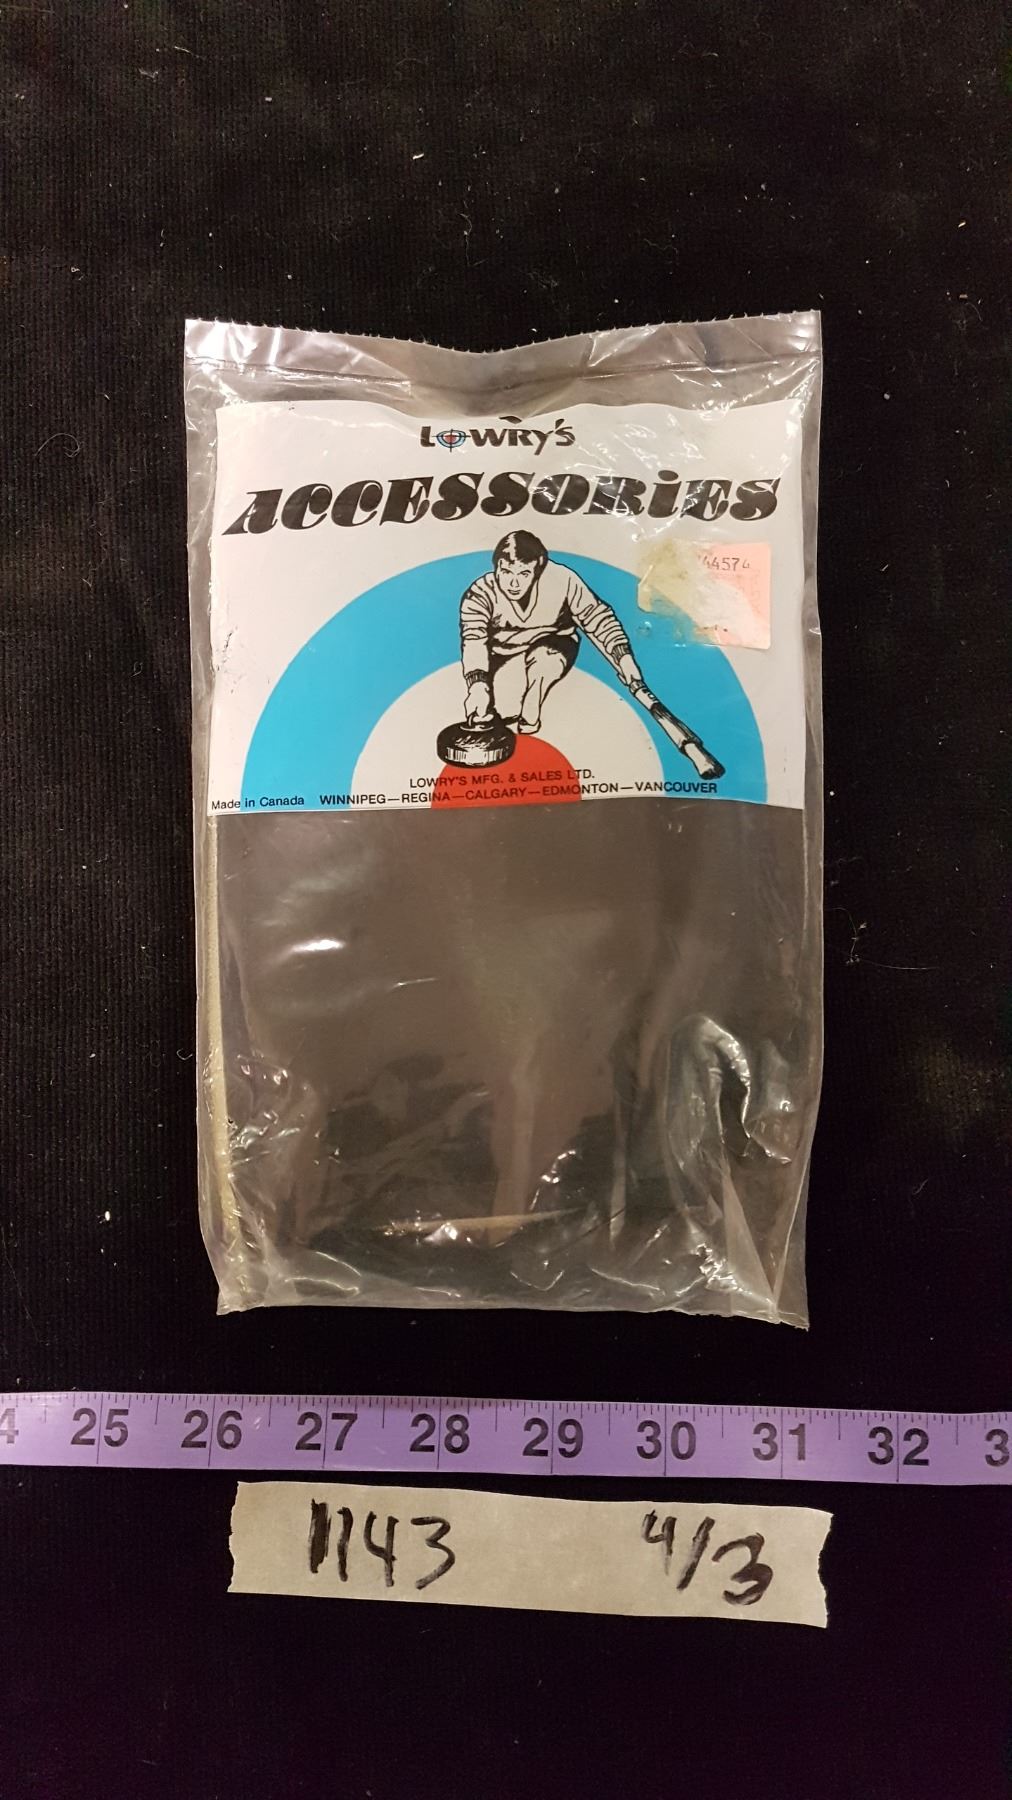 LOWRY'S
ACCESSORiES
44574
LOWRY'S MFG. & SALES LTD.
Made in Canada WINNIPEG—REGINA—CALGARY—EDMONTON—VANCOUVER
25 26 27 28 29 30 31 32
1143 4/3